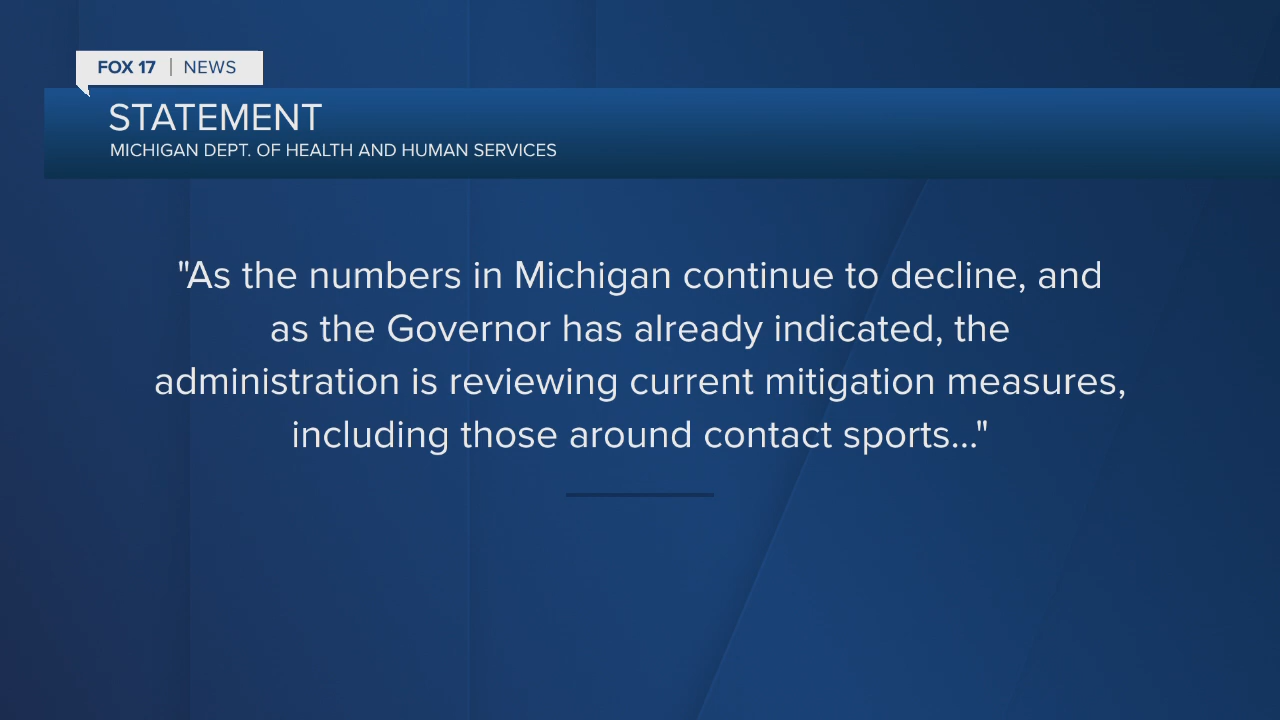 FOX 17 | NEWS
STATEMENT
MICHIGAN DEPT. OF HEALTH AND HUMAN SERVICES
"As the numbers in Michigan continue to decline, and
as the Governor has already indicated, the
administration is reviewing current mitigation measures,
including those around contact sports..."